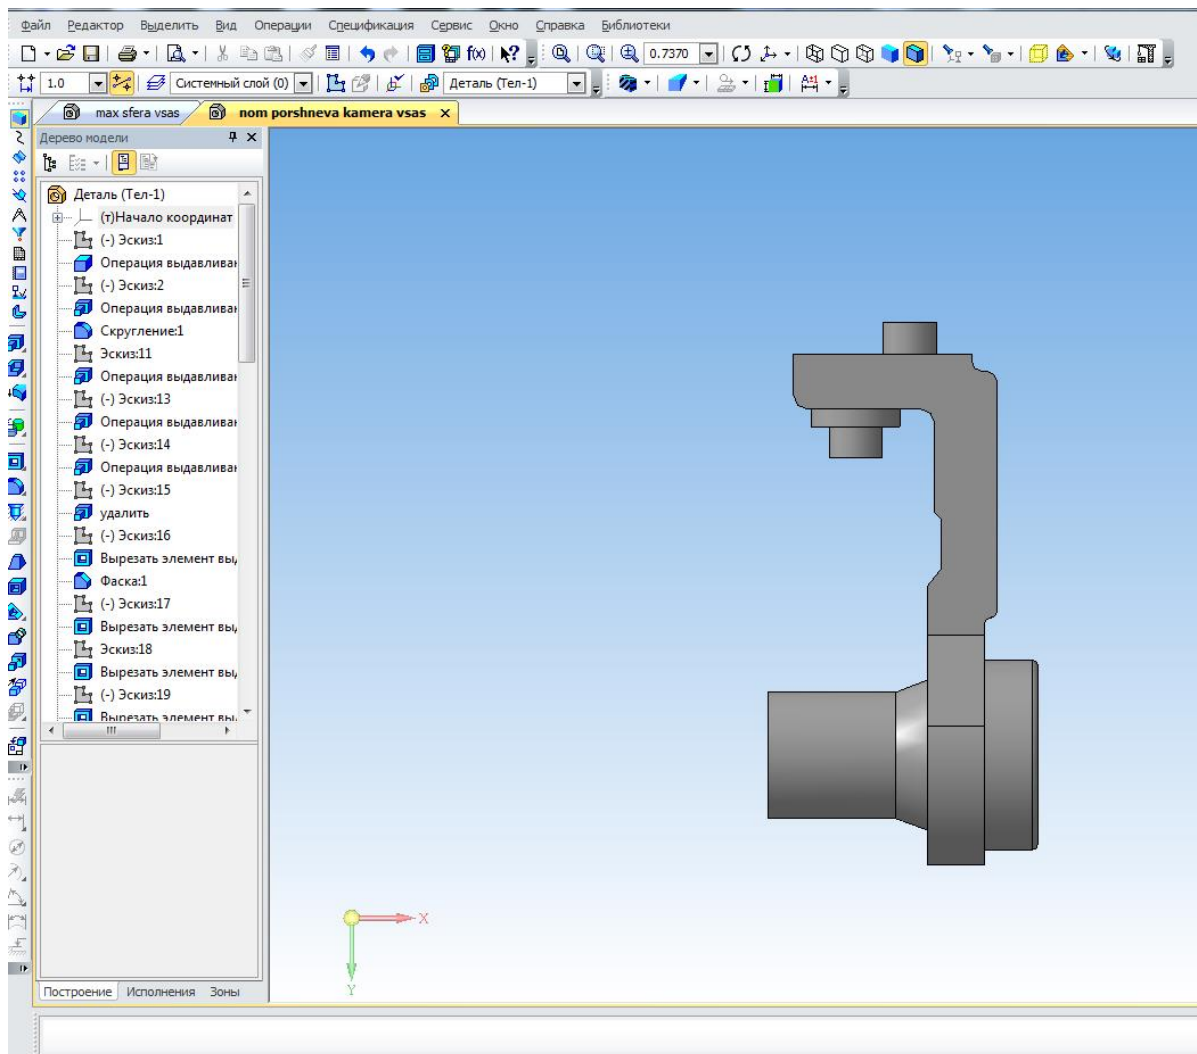 Файл Редактор Выделить Вид Операции Спецификация Сервис Окно Справка Библиотеки
0.7370
1.0 Системный слой (0) Деталь (Тел-1)
max sfera vsas nom porshneva kamera vsas
Дерево модели
Деталь (Тел-1)
(т)Начало координат
(-) Эскиз:1
Операция выдавливан
(-) Эскиз:2
Операция выдавливан
Скругление:1
Эскиз:11
Операция выдавливан
(-) Эскиз:13
Операция выдавливан
(-) Эскиз:14
Операция выдавливан
(-) Эскиз:15
удалить
(-) Эскиз:16
Вырезать элемент вы
Фаска:1
(-) Эскиз:17
Вырезать элемент вы
Эскиз:18
Вырезать элемент вы
(-) Эскиз:19
Вырезать элемент вы
X
Y
Построение Исполнения Зоны